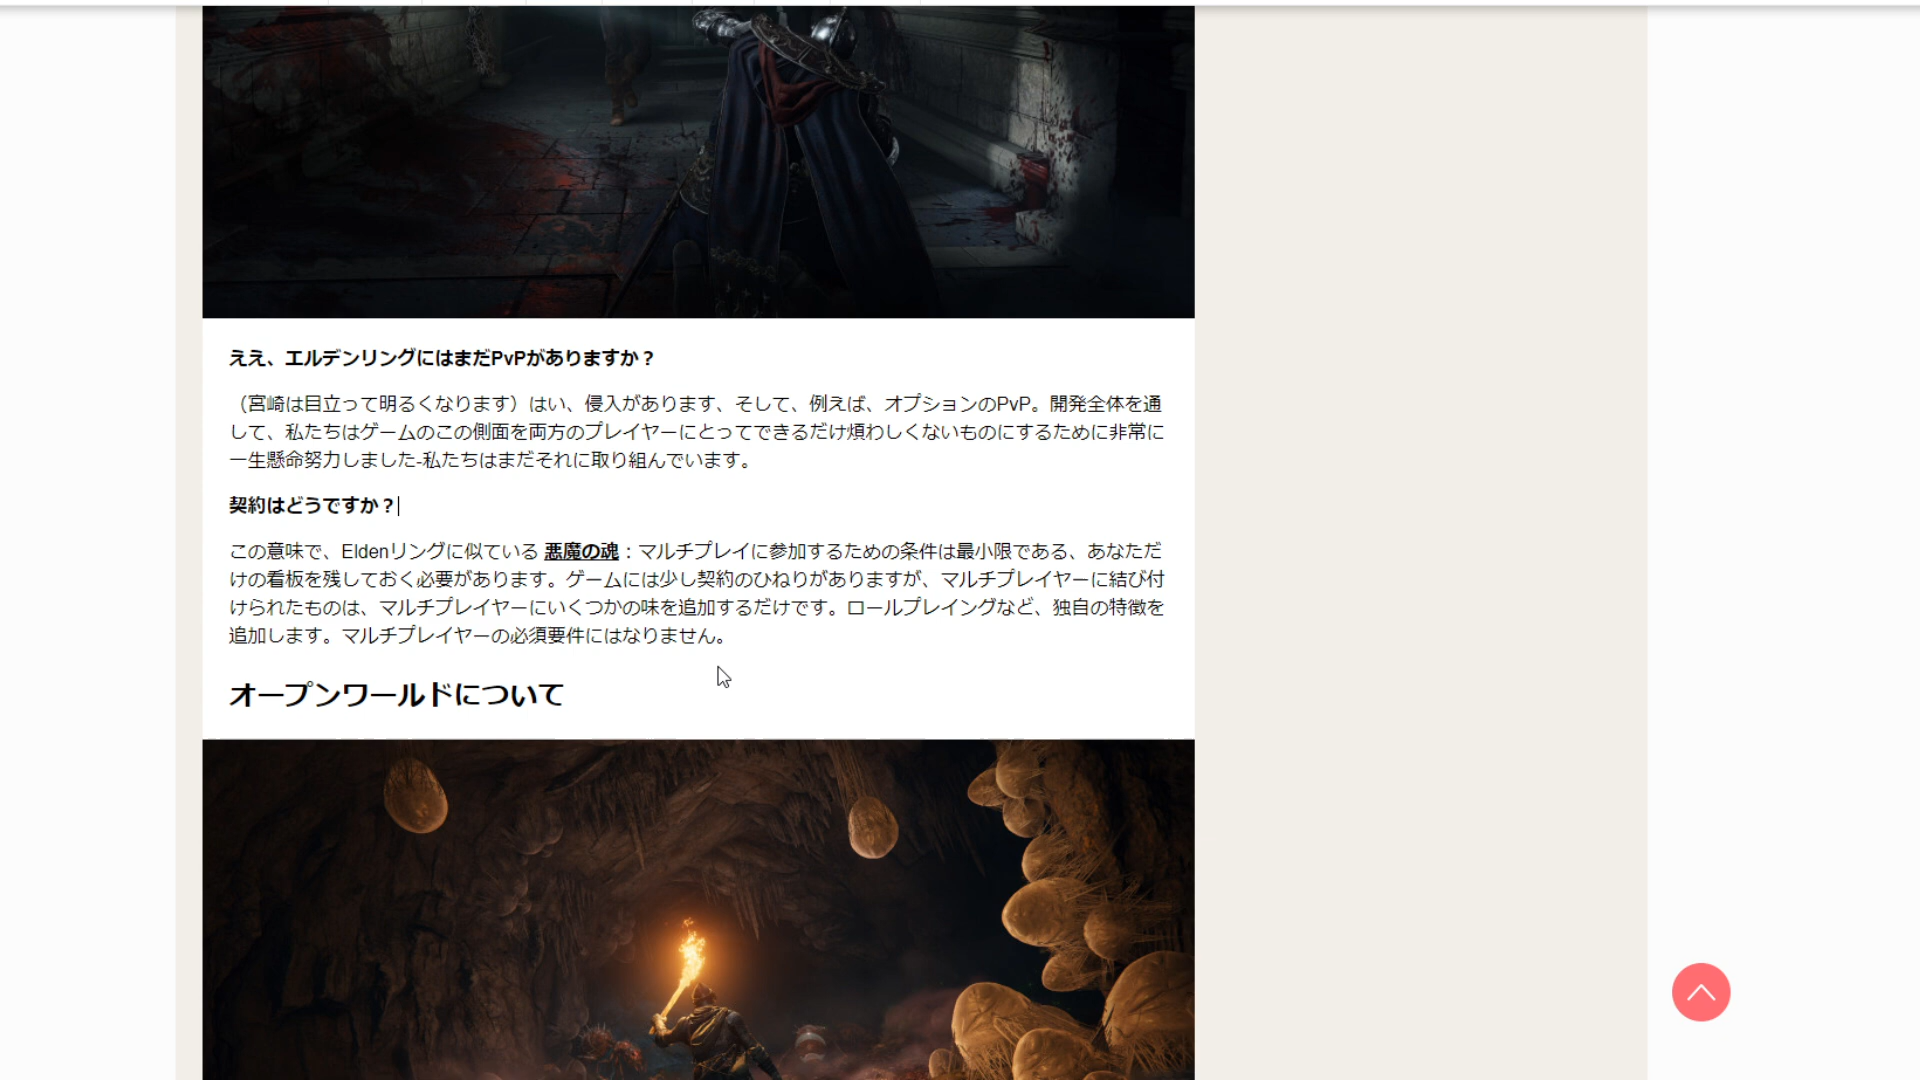 ええ、エルデンリングにはまだPvPがありますか？
（宮崎は目立って明るくなります）はい、侵入があります、そして、例えば、オプションのPvP。開発全体を通
して、私たちはゲームのこの側面を両方のプレイヤーにとってできるだけ煩わしくないものにするために非常に
一生懸命努力しました-私たちはまだそれに取り組んでいます。
契約はどうですか？
この意味で、Eldenリングに似ている 悪魔の魂：マルチプレイに参加するための条件は最小限である、あなただ
けの看板を残しておく必要があります。ゲームには少し契約のひねりがありますが、マルチプレイヤーに結び付
けられたものは、マルチプレイヤーにいくつかの味を追加するだけです。ロールプレイングなど、独自の特徴を
追加します。マルチプレイヤーの必須要件にはなりません。
オープンワールドについて